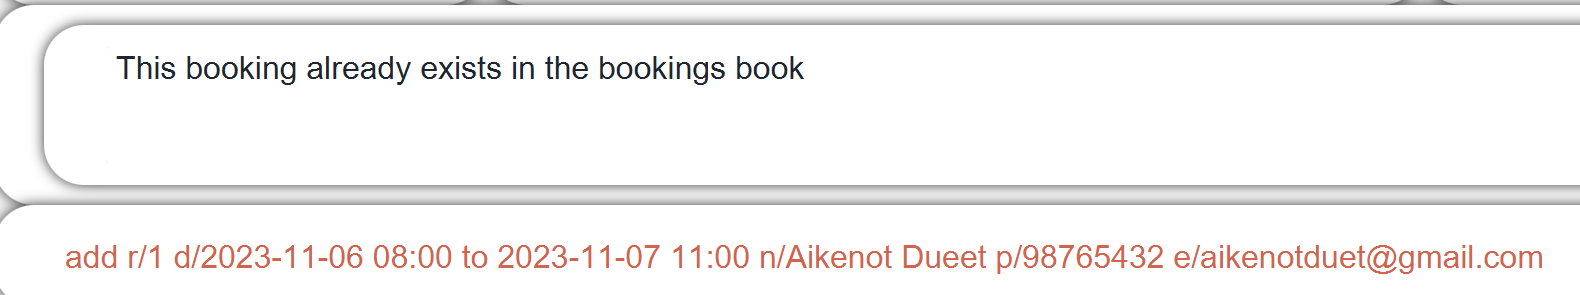 This booking already exists in the bookings book
add r/1 d/2023-11-06 08:00 to 2023-11-07 11:00 n/Aikenot Dueet p/98765432 e/aikenotduet@gmail.com